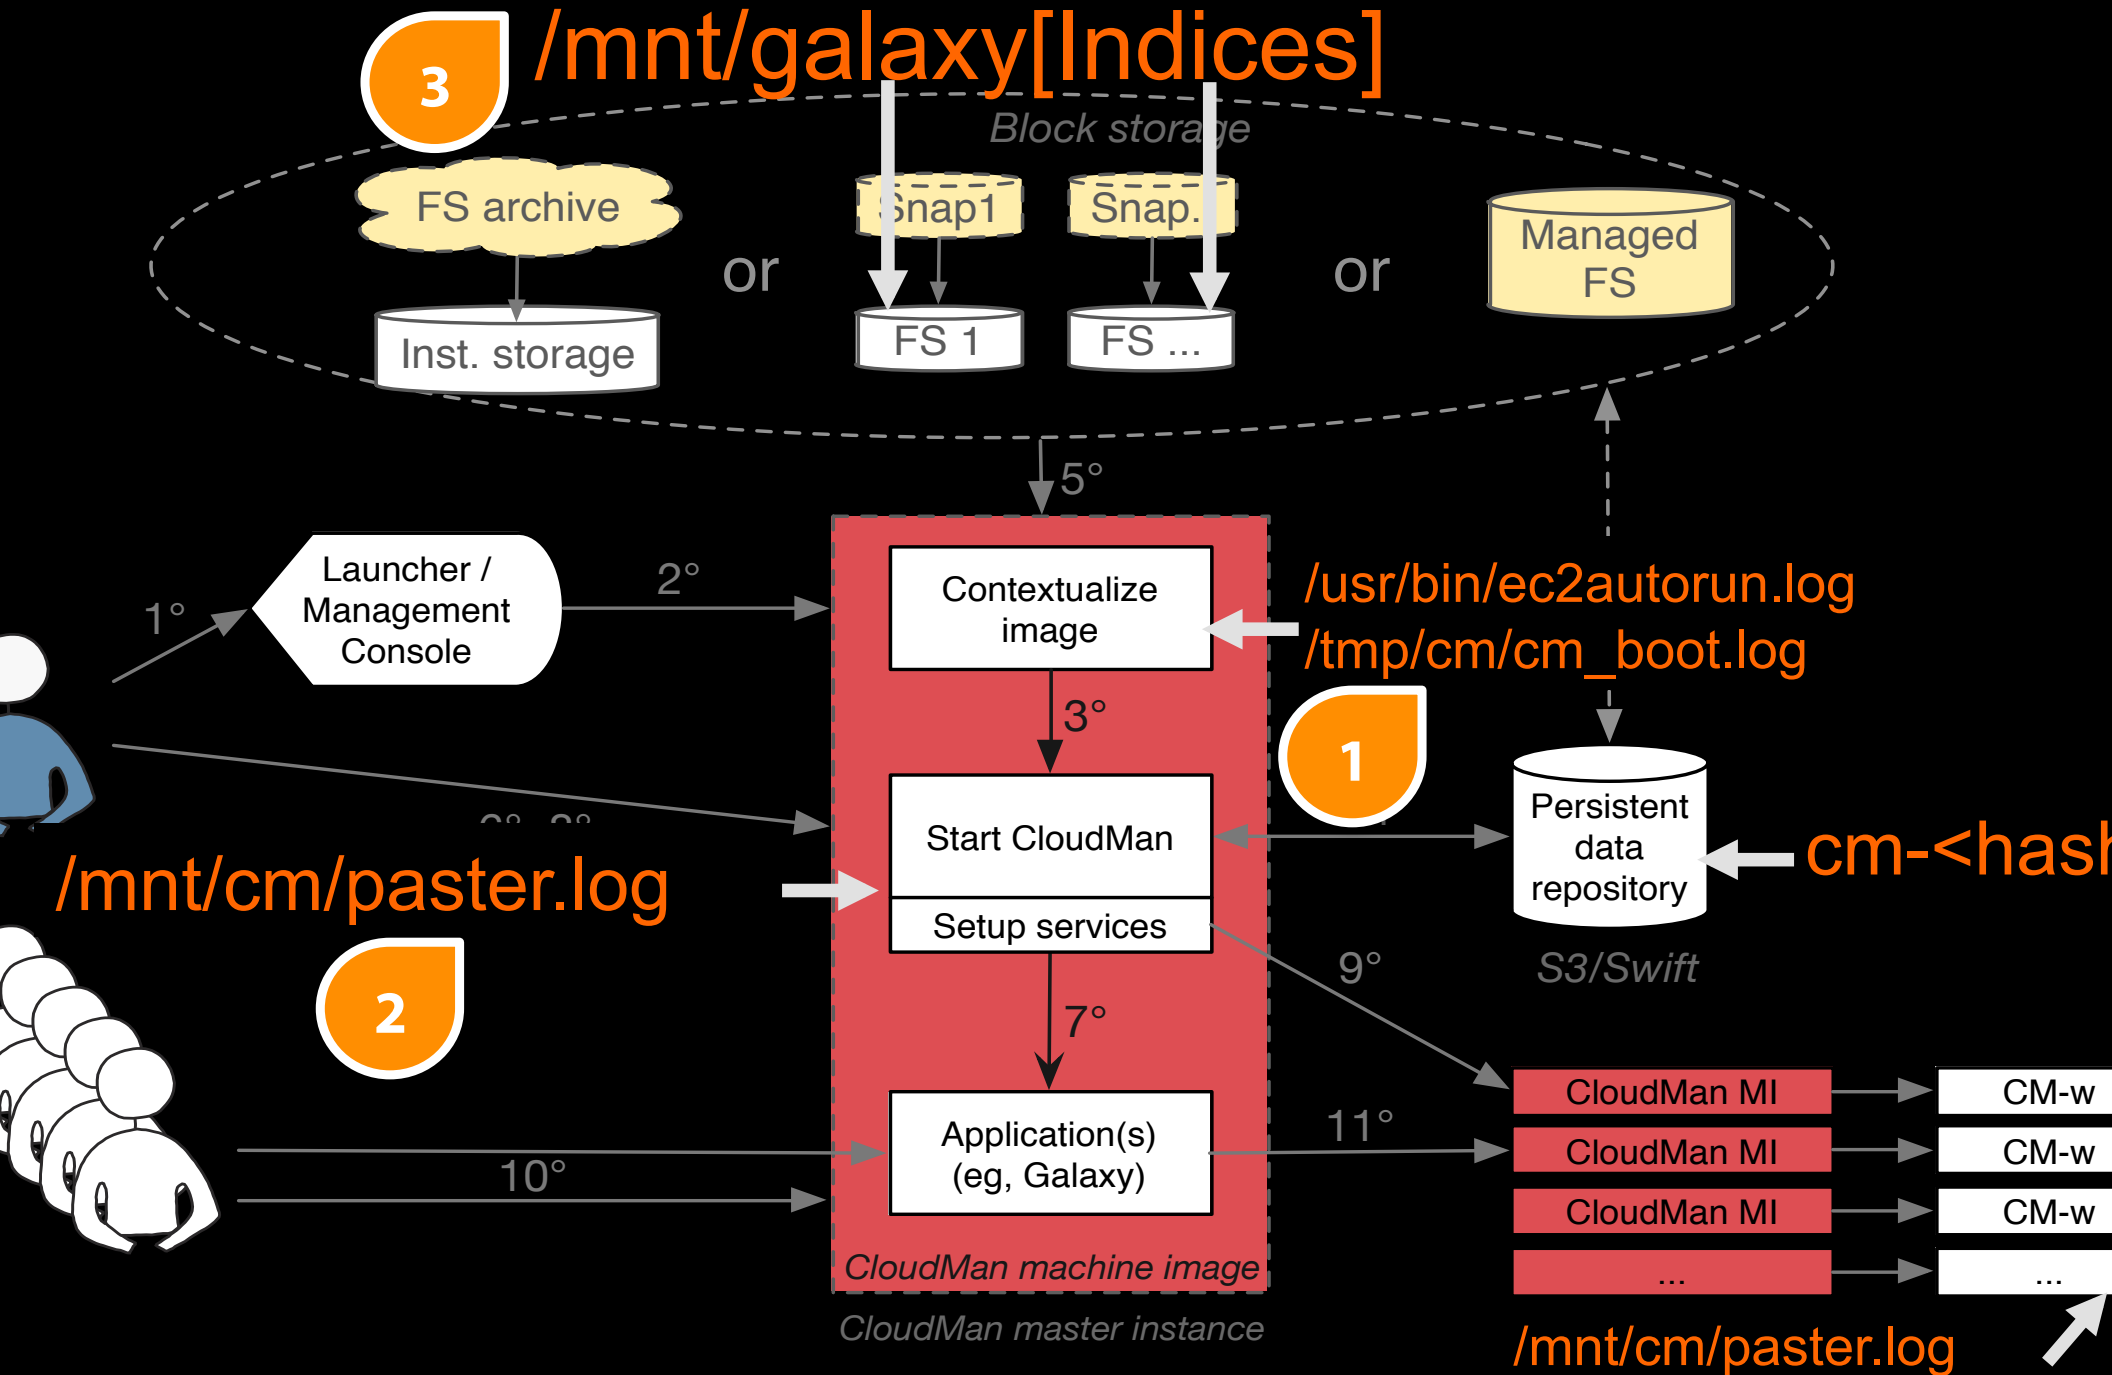 3
/mnt/galaxy[Indices]
Block storage
FS archive
Snap1
Snap.
Managed
FS
or
or
Inst. storage
FS 1
FS ...
5°
Launcher /
Management
Console
1°
2°
Contextualize
image
/usr/bin/ec2autorun.log
/tmp/cm/cm_boot.log
3°
1
Start CloudMan
Setup services
Persistent
data
repository
cm-<hash
S3/Swift
/mnt/cm/paster.log
2
9°
7°
Application(s)
(eg, Galaxy)
10°
11°
CloudMan MI
CM-w
CloudMan MI
CM-w
CloudMan MI
CM-w
...
...
CloudMan machine image
CloudMan master instance
/mnt/cm/paster.log